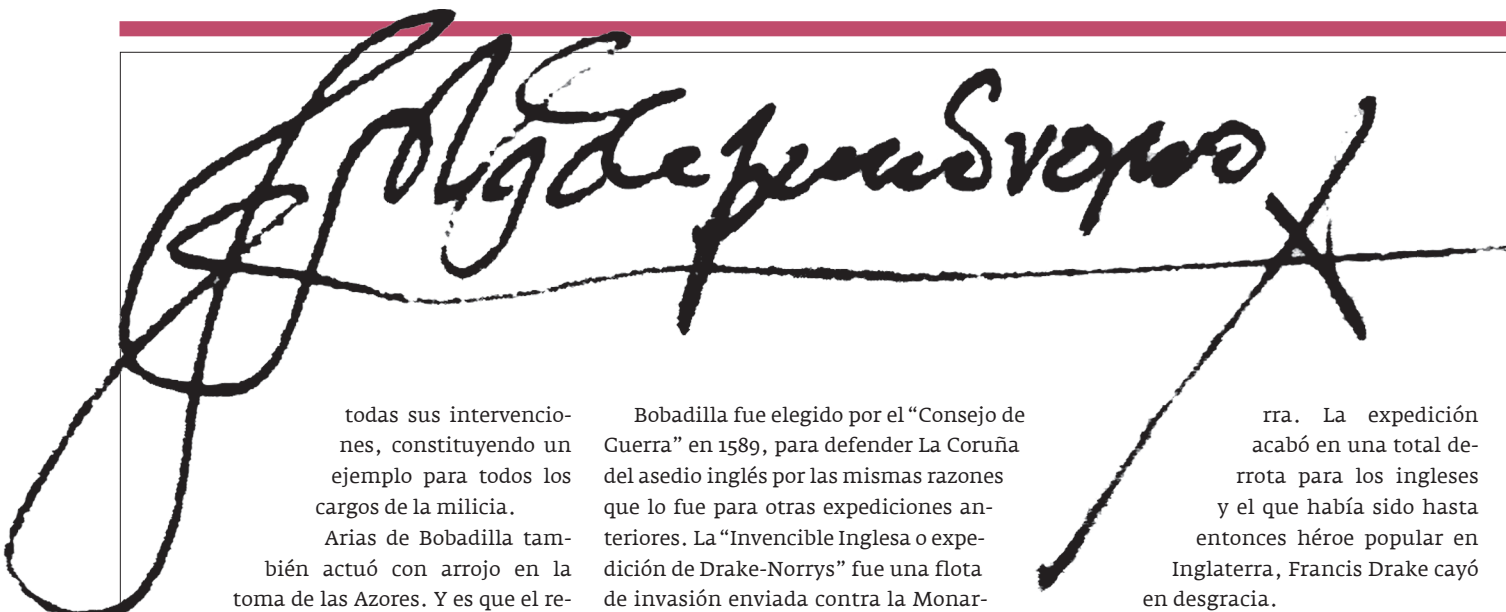 todas sus intervencio-
nes, constituyendo un
ejemplo para todos los
cargos de la milicia.
Arias de Bobadilla tam-
bién actuó con arrojo en la
toma de las Azores. Y es que el re-
Bobadilla fue elegido por el “Consejo de
Guerra” en 1589, para defender La Coruña
del asedio inglés por las mismas razones
que lo fue para otras expediciones an-
teriores. La “Invencible Inglesa o expe-
dición de Drake-Norrys” fue una flota
de invasión enviada contra la Monar-
rra. La expedición
acabó en una total de-
rrota para los ingleses
y el que había sido hasta
entonces héroe popular en
Inglaterra, Francis Drake cayó
en desgracia.